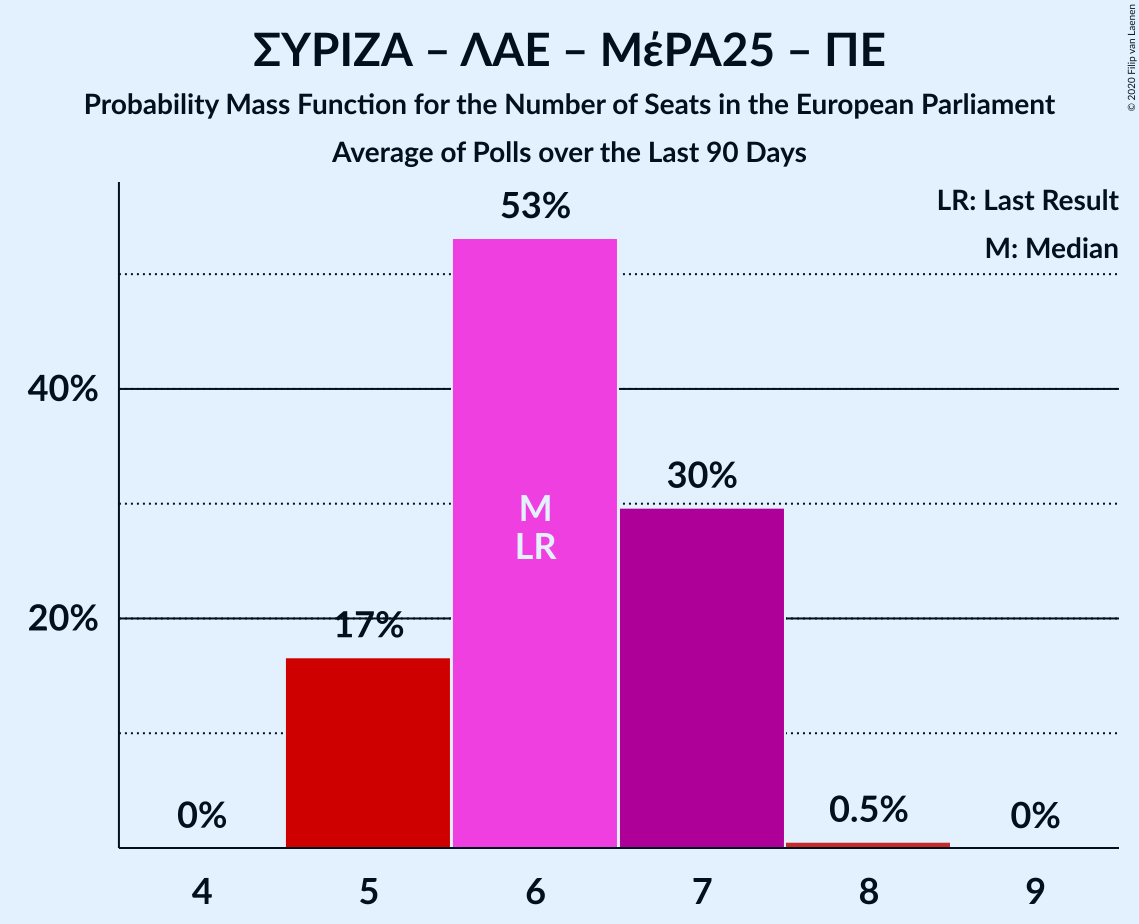 ΣΥΡΙΖΑ – ΛΑΕ – ΜέΡΑ25 – ΠΕ
Probability Mass Function for the Number of Seats in the European Parliament
Average of Polls over the Last 90 Days
© 2020 Filip van Laenen
LR: Last Result
M: Median
53%
40%
30%
M
LR
20%
17%
0%
0.5%
0%
4 5 6 7 8 9